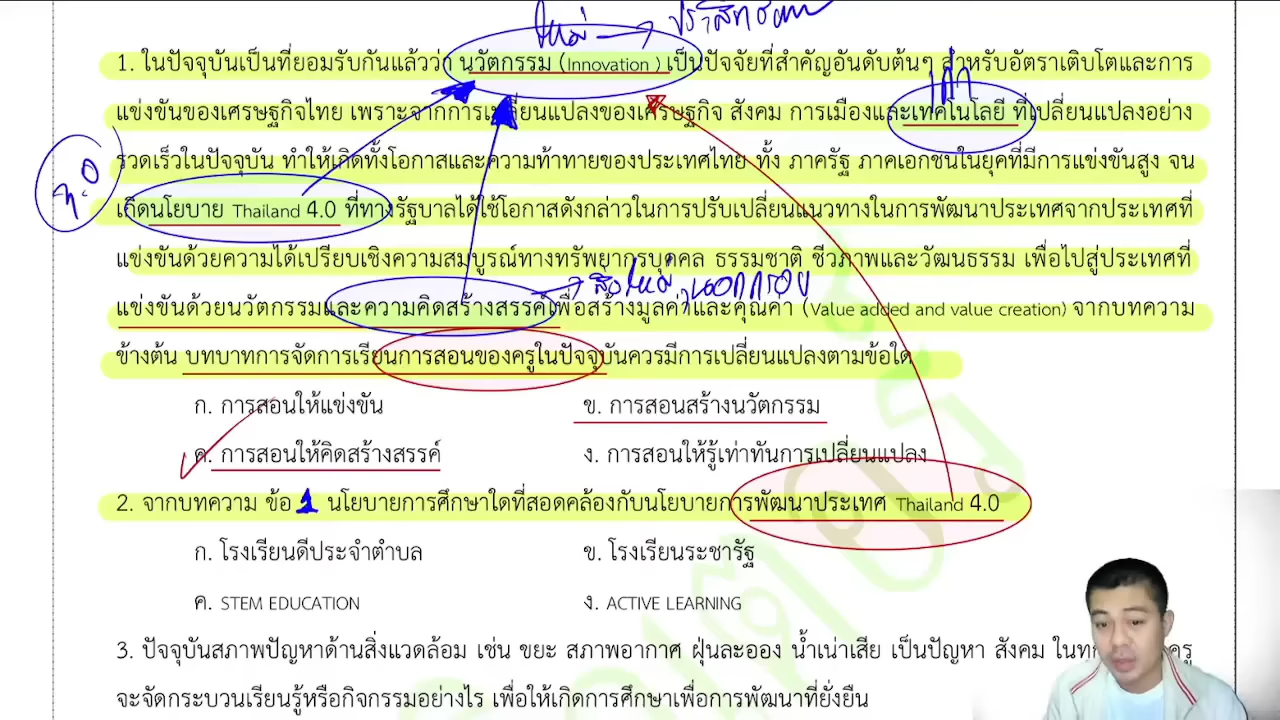 ใหม่ → ประสิทธิภาพ
1. ในปัจจุบันเป็นที่ยอมรับกันแล้วว่า นวัตกรรม (Innovation ) เป็นปัจจัยที่สำคัญอันดับต้นๆ สำหรับอัตราเติบโตและการ
แข่งขันของเศรษฐกิจไทย เพราะจากการเปลี่ยนแปลงของเศรษฐกิจ สังคม การเมืองและเทคโนโลยี ที่เปลี่ยนแปลงอย่าง
รวดเร็วในปัจจุบัน ทำให้เกิดทั้งโอกาสและความท้าทายของประเทศไทย ทั้ง ภาครัฐ ภาคเอกชนในยุคที่มีการแข่งขันสูง จน
เกิดนโยบาย Thailand 4.0 ที่ทางรัฐบาลได้ใช้โอกาสดังกล่าวในการปรับเปลี่ยนแนวทางในการพัฒนาประเทศจากประเทศที่
แข่งขันด้วยความได้เปรียบเชิงความสมบูรณ์ทางทรัพยากรบุคคล ธรรมชาติ ชีวภาพและวัฒนธรรม เพื่อไปสู่ประเทศที่
แข่งขันด้วยนวัตกรรมและความคิดสร้างสรรค์เพื่อสร้างมูลค่าและคุณค่า (Value added and value creation) จากบทความ
ข้างต้น บทบาทการจัดการเรียนการสอนของครูในปัจจุบันควรมีการเปลี่ยนแปลงตามข้อใด
ก. การสอนให้แข่งขัน
ข. การสอนสร้างนวัตกรรม
ค. การสอนให้คิดสร้างสรรค์
ง. การสอนให้รู้เท่าทันการเปลี่ยนแปลง
2. จากบทความ ข้อ 1 นโยบายการศึกษาใดที่สอดคล้องกับนโยบายการพัฒนาประเทศ Thailand 4.0
ก. โรงเรียนดีประจำตำบล
ข. โรงเรียนประชารัฐ
ค. STEM EDUCATION
ง. ACTIVE LEARNING
3. ปัจจุบันสภาพปัญหาด้านสิ่งแวดล้อม เช่น ขยะ สภาพอากาศ ฝุ่นละออง น้ำเน่าเสีย เป็นปัญหา สังคม ครู
จะจัดกระบวนเรียนรู้หรือกิจกรรมอย่างไร เพื่อให้เกิดการศึกษาเพื่อการพัฒนาที่ยั่งยืน